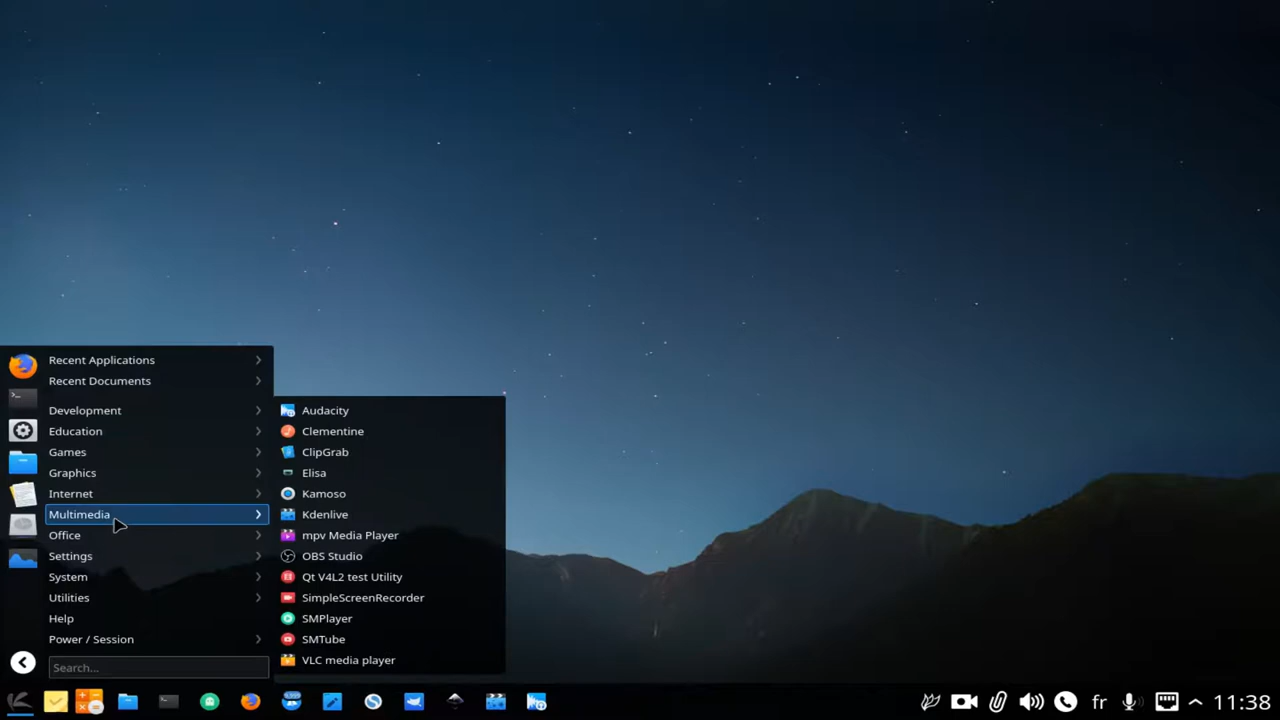 Recent Applications
Recent Documents
Development
Education
Games
Graphics
Internet
Multimedia
Office
Settings
System
Utilities
Help
Power / Session
Search...
Audacity
Clementine
ClipGrab
Elisa
Kamoso
Kdenlive
mpv Media Player
OBS Studio
Qt V4L2 test Utility
SimpleScreenRecorder
SMPlayer
SMTube
VLC media player
fr
11:38